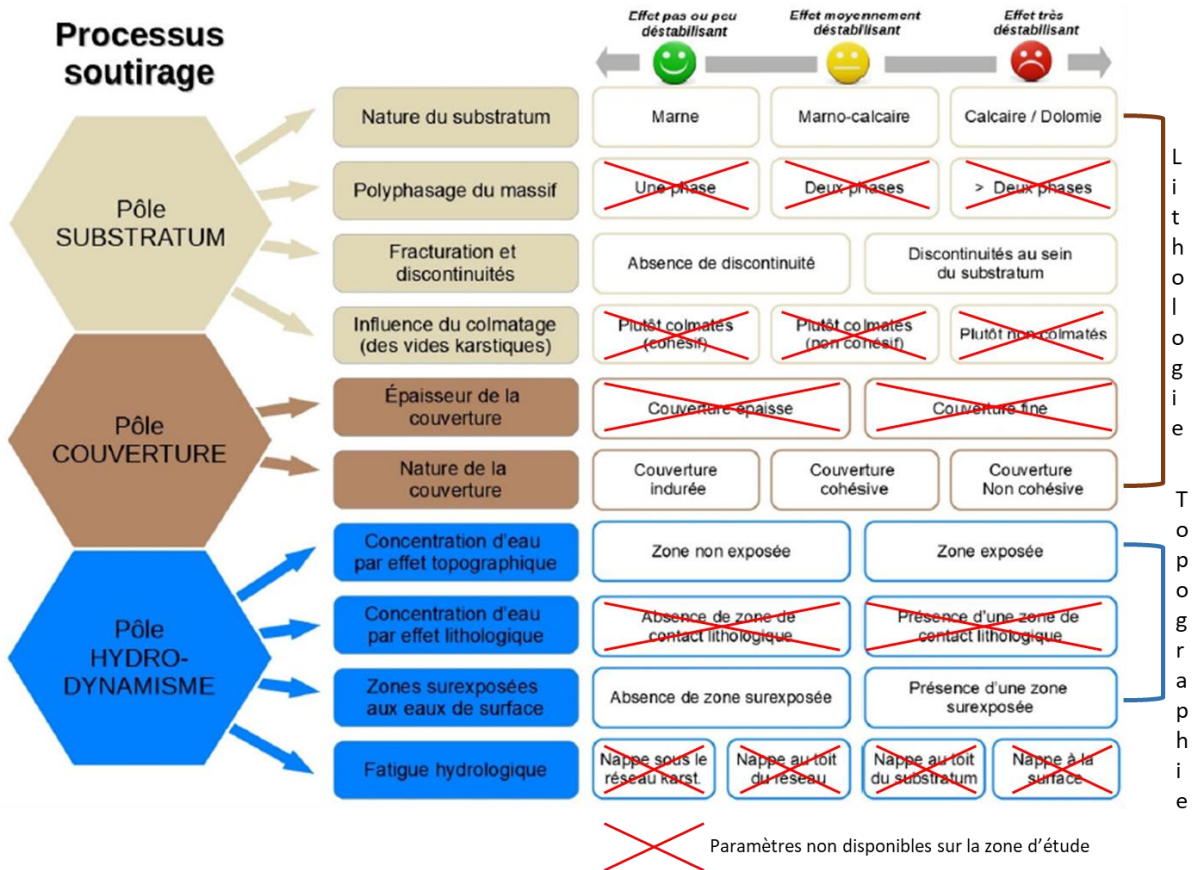 Processus
soutirage
Effet pas ou peu
déstabilisant
Effet moyennement
déstabilisant
Effet très
déstabilisant
Pôle
SUBSTRATUM
Nature du substratum
Marne
Marno-calcaire
Calcaire / Dolomie
Polyphasage du massif
Une phase
Deux phases
> Deux phases
Fracturation et
discontinuités
Absence de discontinuité
Discontinuités au sein
du substratum
Influence du colmatage
(des vides karstiques)
Plutôt colmatés
(cohésif)
Plutôt colmatés
(non cohésif)
Plutôt non colmatés
Pôle
COUVERTURE
Épaisseur de la
couverture
Couverture épaisse
Couverture fine
Nature de la
couverture
Couverture
indurée
Couverture
cohésive
Couverture
Non cohésive
Pôle
HYDRO-
DYNAMISME
Concentration d'eau
par effet topographique
Zone non exposée
Zone exposée
Concentration d'eau
par effet lithologique
Absence de zone de
contact lithologique
Présence d'une zone de
contact lithologique
Zones surexposées
aux eaux de surface
Absence de zone surexposée
Présence d'une zone
surexposée
Fatigue hydrologique
Nappe sous le
réseau karst.
Nappe au toit
du réseau
Nappe au toit
du substratum
Nappe à la
surface
Lithologie
Topographie
Paramètres non disponibles sur la zone d'étude